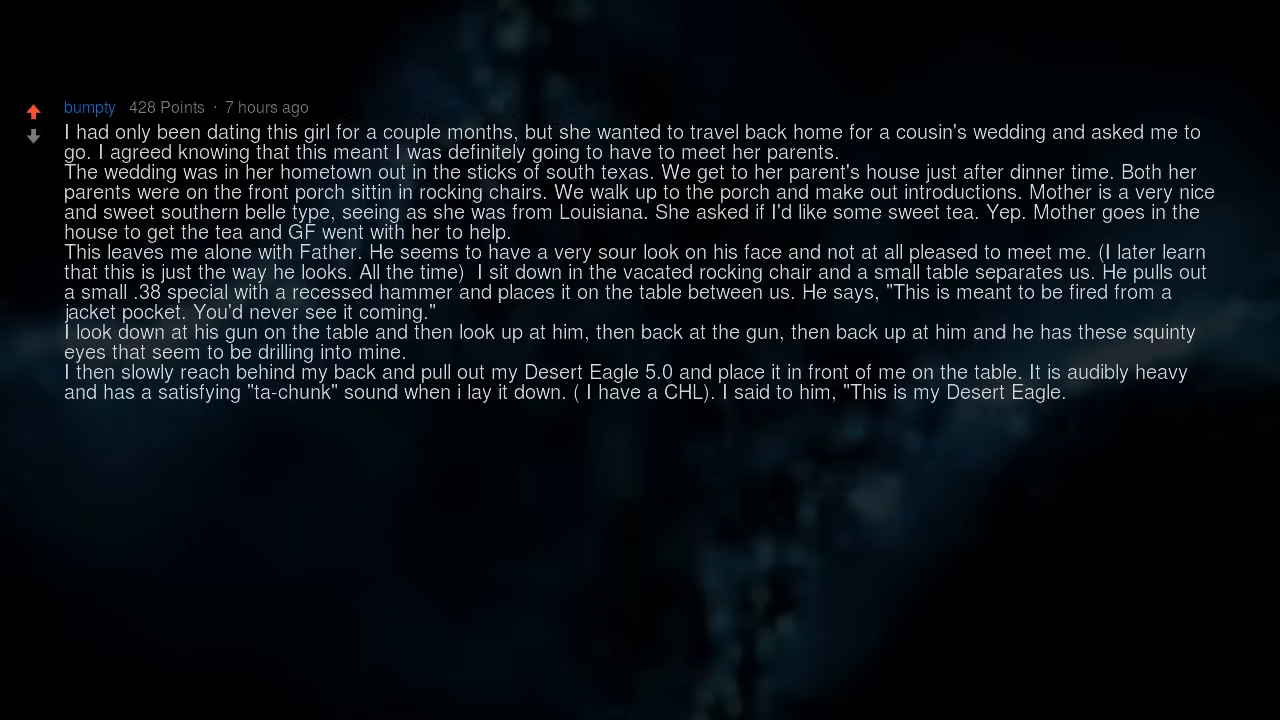 bumpty 428 Points · 7 hours ago
I had only been dating this girl for a couple months, but she wanted to travel back home for a cousin's wedding and asked me to
go. I agreed knowing that this meant I was definitely going to have to meet her parents.
The wedding was in her hometown out in the sticks of south texas. We get to her parent's house just after dinner time. Both her
parents were on the front porch sittin in rocking chairs. We walk up to the porch and make out introductions. Mother is a very nice
and sweet southern belle type, seeing as she was from Louisiana. She asked if I'd like some sweet tea. Yep. Mother goes in the
house to get the tea and GF went with her to help.
This leaves me alone with Father. He seems to have a very sour look on his face and not at all pleased to meet me. (I later learn
that this is just the way he looks. All the time)  I sit down in the vacated rocking chair and a small table separates us. He pulls out
a small .38 special with a recessed hammer and places it on the table between us. He says, "This is meant to be fired from a
jacket pocket. You'd never see it coming."
I look down at his gun on the table and then look up at him, then back at the gun, then back up at him and he has these squinty
eyes that seem to be drilling into mine.
I then slowly reach behind my back and pull out my Desert Eagle 5.0 and place it in front of me on the table. It is audibly heavy
and has a satisfying "ta-chunk" sound when i lay it down. ( I have a CHL). I said to him, "This is my Desert Eagle.